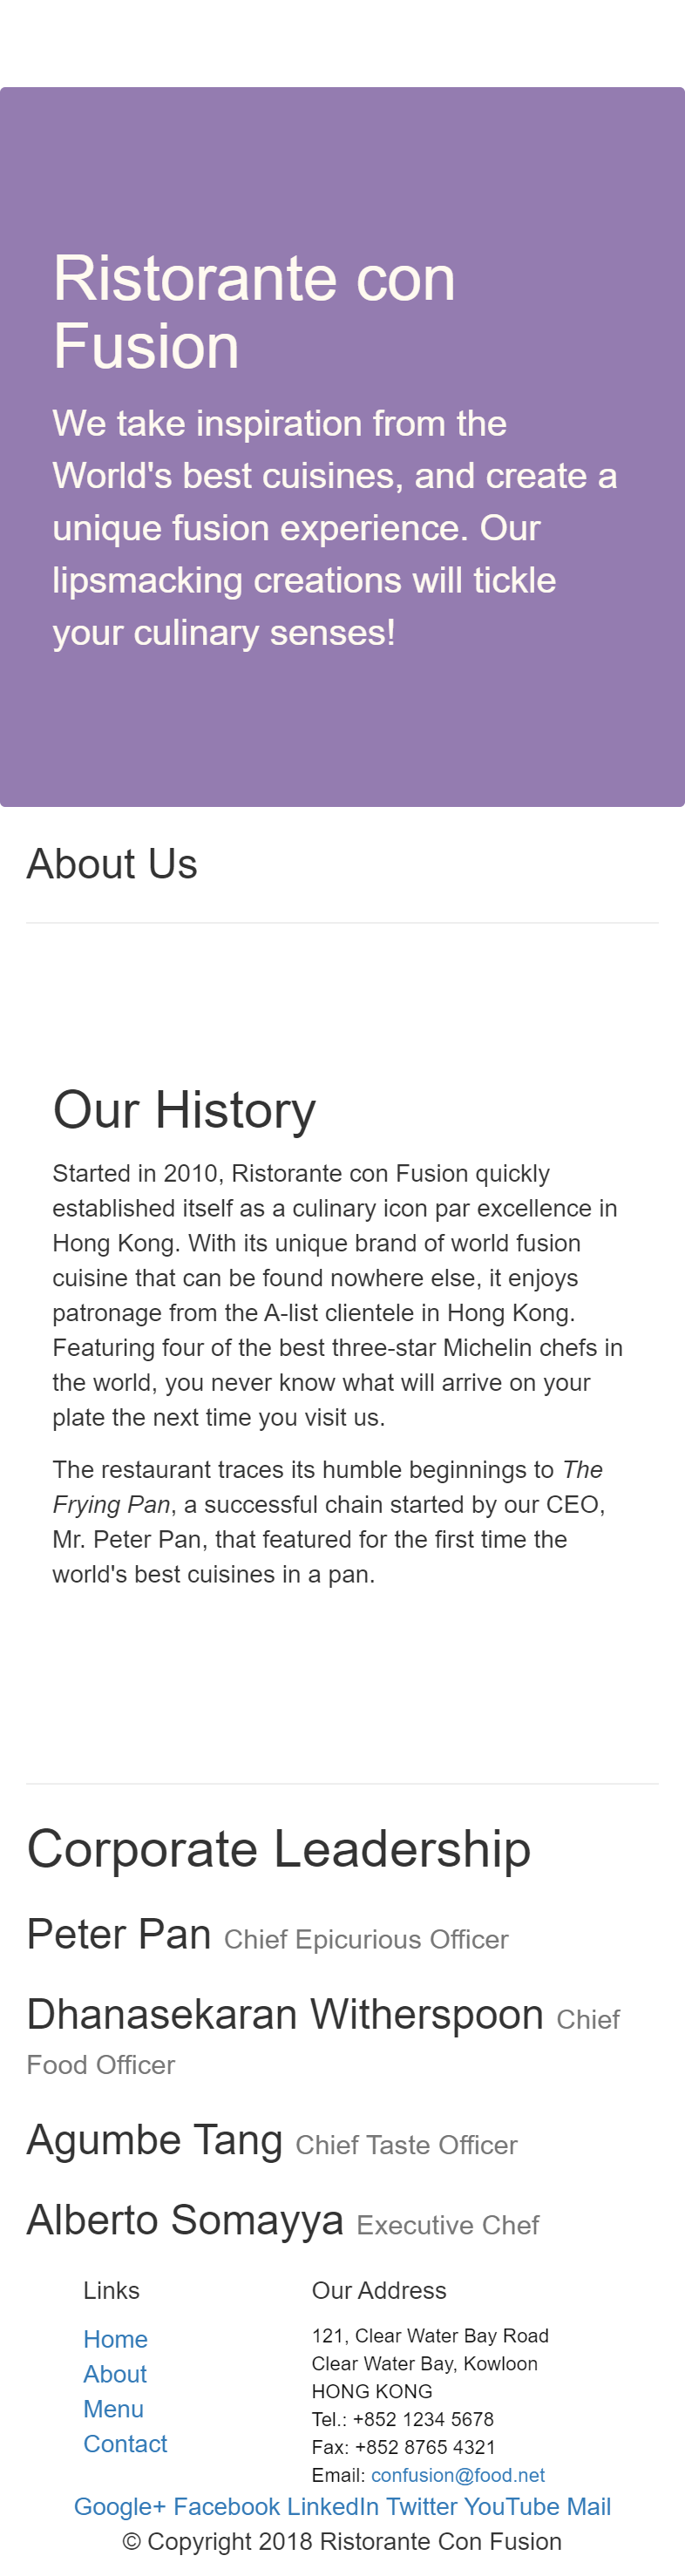 Ristorante con
Fusion
We take inspiration from the
World's best cuisines, and create a
unique fusion experience. Our
lipsmacking creations will tickle
your culinary senses!
About Us
Our History
Started in 2010, Ristorante con Fusion quickly
established itself as a culinary icon par excellence in
Hong Kong. With its unique brand of world fusion
cuisine that can be found nowhere else, it enjoys
patronage from the A-list clientele in Hong Kong.
Featuring four of the best three-star Michelin chefs in
the world, you never know what will arrive on your
plate the next time you visit us.
The restaurant traces its humble beginnings to The
Frying Pan, a successful chain started by our CEO,
Mr. Peter Pan, that featured for the first time the
world's best cuisines in a pan.
Corporate Leadership
Peter Pan Chief Epicurious Officer
Dhanasekaran Witherspoon Chief
Food Officer
Agumbe Tang Chief Taste Officer
Alberto Somayya Executive Chef
Links
Home
About
Menu
Contact
Our Address
121, Clear Water Bay Road
Clear Water Bay, Kowloon
HONG KONG
Tel.: +852 1234 5678
Fax: +852 8765 4321
Email: confusion@food.net
Google+ Facebook LinkedIn Twitter YouTube Mail
© Copyright 2018 Ristorante Con Fusion